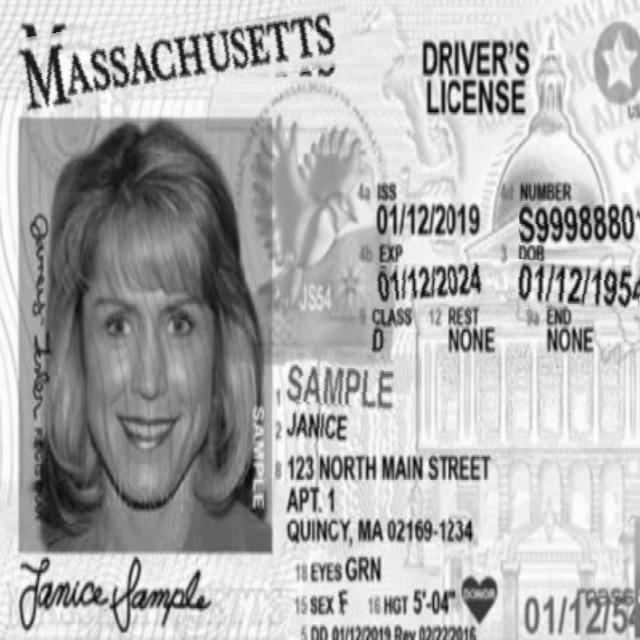 MASSACHUSETTS
DRIVER'S
LICENSE
4a ISS
01/12/2019
4d NUMBER
S9998880
4b EXP
01/12/2024
3 DOB
01/12/1954
9 CLASS
D
12 REST
NONE
9a END
NONE
JS54
1 SAMPLE
2 JANICE
8 123 NORTH MAIN STREET
APT. 1
QUINCY, MA 02169-1234
SAMPLE
18 EYES GRN
15 SEX F 16 HGT 5'-04"
DONOR
01/12/54
5 DD 01/12/2019 Rev 02/22/2016
Janice Sample